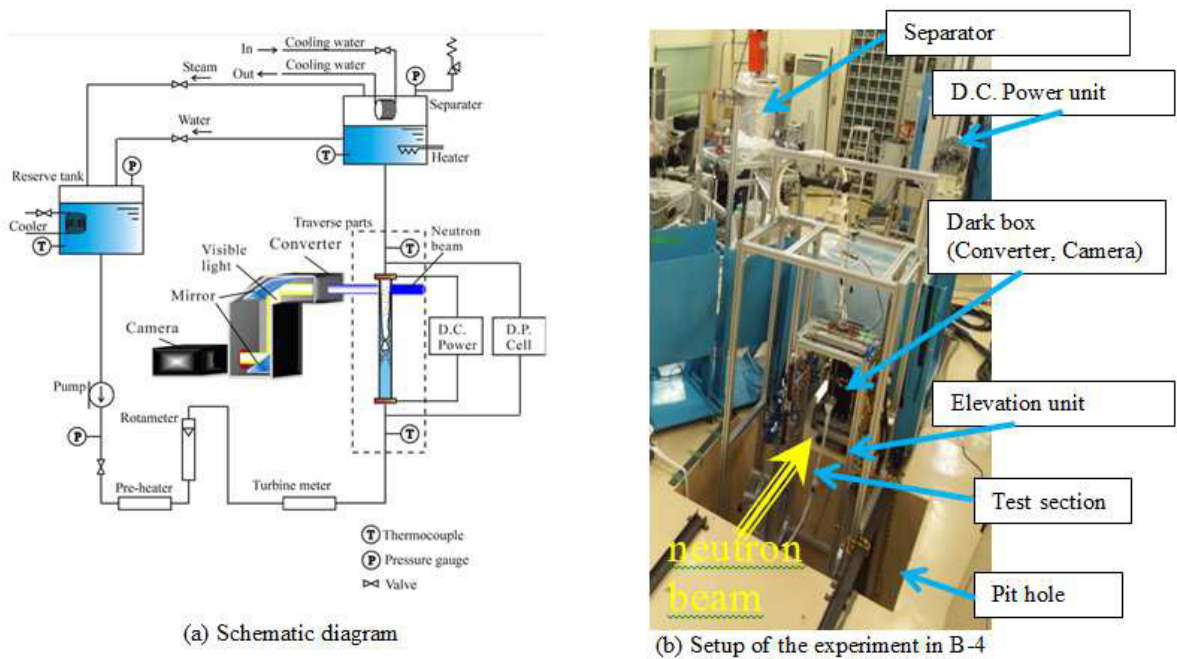 In
Cooling water
Out
Cooling water
Steam
P
Separater
Water
T
Heater
P
Reserve tank
Cooler
T
Traverse parts
Neutron
beam
Converter
T
Visible
light
Mirror
Camera
D.C.
Power
D.P.
Cell
Pump
P
Rotameter
T
Pre-heater
Turbine meter
T Thermocouple
P Pressure gauge
Valve
(a) Schematic diagram
Separator
D.C. Power unit
Dark box
(Converter, Camera)
Elevation unit
Test section
Pit hole
neutron
beam
(b) Setup of the experiment in B-4